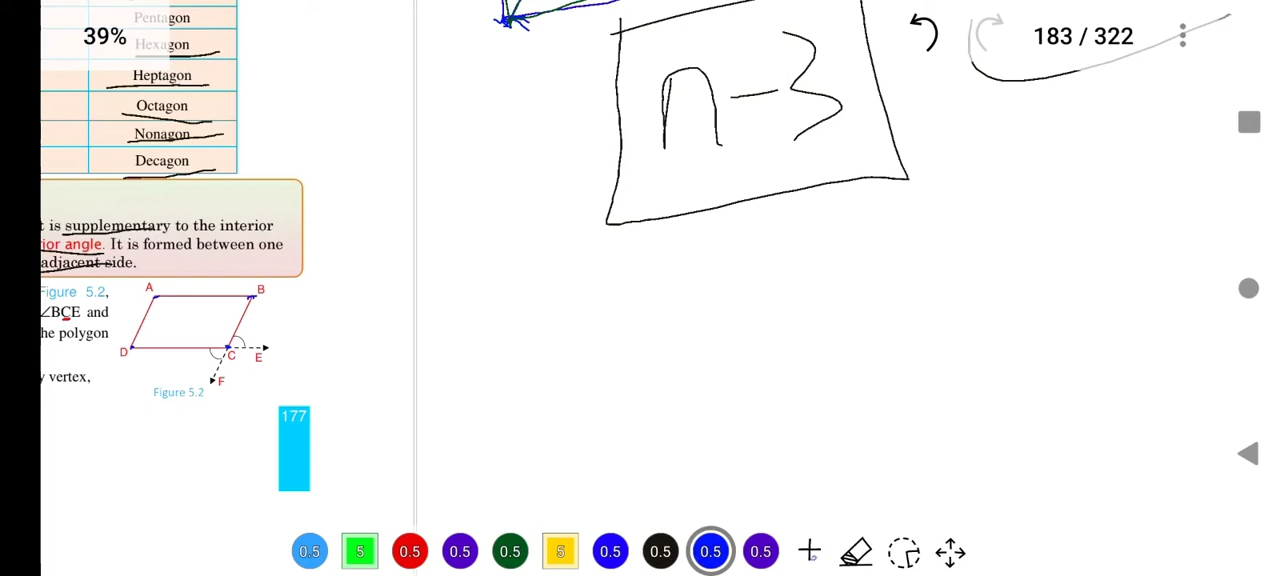 Pentagon
39%
Hexagon
Heptagon
Octagon
Nonagon
Decagon
t is supplementary to the interior
ior angle. It is formed between one
adjacent side.
Figure 5.2,
∠BCE and
he polygon
y vertex,
A
B
D
C
E
F
Figure 5.2
177
n-3
183 / 322
0.5
5
0.5
0.5
0.5
5
0.5
0.5
0.5
0.5